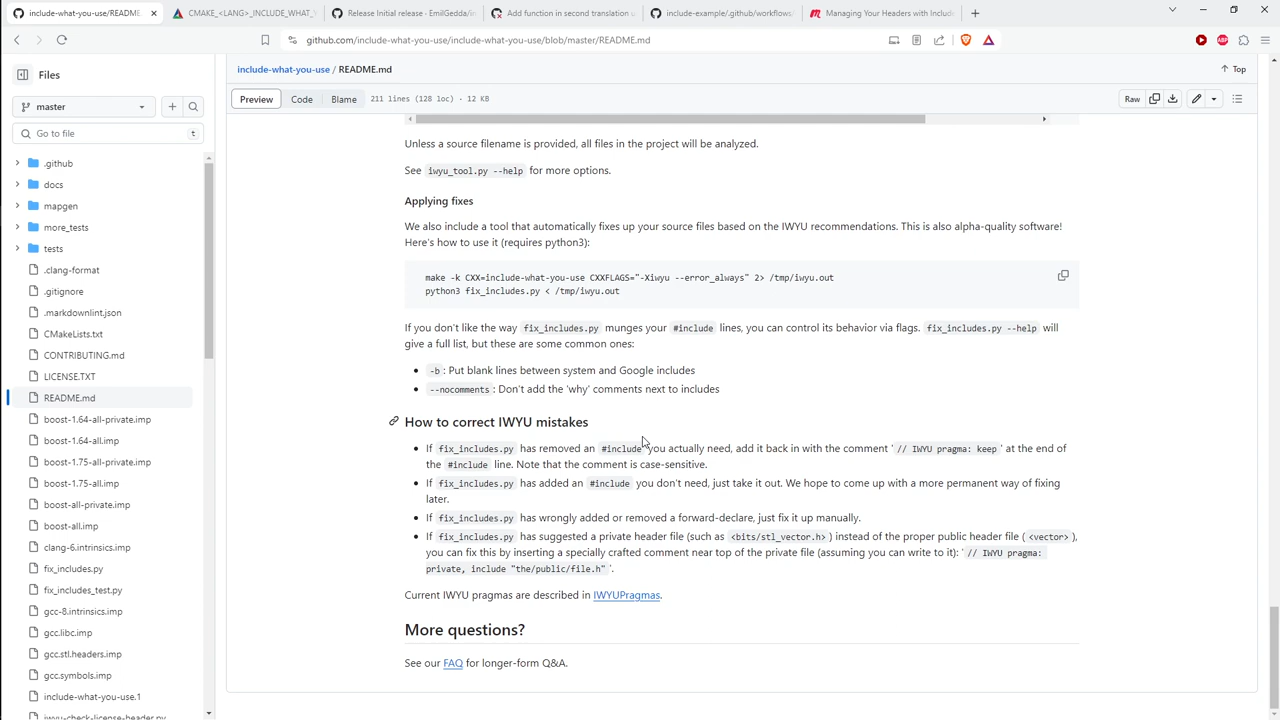 include-what-you-use/README
CMAKE_<LANG>_INCLUDE_WHAT_
Release Initial release - EmilGedda/in
Add function in second translation u
include-example/.github/workflows/
Managing Your Headers with Includ
github.com/include-what-you-use/include-what-you-use/blob/master/README.md
Files
include-what-you-use / README.md
Top
master
Preview
Code
Blame
211 lines (128 loc) · 12 KB
Raw
Go to file
t
.github
docs
mapgen
more_tests
tests
.clang-format
.gitignore
.markdownlint.json
CMakeLists.txt
CONTRIBUTING.md
LICENSE.TXT
README.md
boost-1.64-all-private.imp
boost-1.64-all.imp
boost-1.75-all-private.imp
boost-1.75-all.imp
boost-all-private.imp
boost-all.imp
clang-6.intrinsics.imp
fix_includes.py
fix_includes_test.py
gcc-8.intrinsics.imp
gcc.libc.imp
gcc.stl.headers.imp
gcc.symbols.imp
include-what-you-use.1
iwyu-check-license-header.py
Unless a source filename is provided, all files in the project will be analyzed.
See iwyu_tool.py --help for more options.
Applying fixes
We also include a tool that automatically fixes up your source files based on the IWYU recommendations. This is also alpha-quality software!
Here's how to use it (requires python3):
make -k CXX=include-what-you-use CXXFLAGS="-Xiwyu --error_always" 2> /tmp/iwyu.out
python3 fix_includes.py < /tmp/iwyu.out
If you don't like the way fix_includes.py munges your #include lines, you can control its behavior via flags. fix_includes.py --help will
give a full list, but these are some common ones:
• -b : Put blank lines between system and Google includes
• --nocomments : Don't add the 'why' comments next to includes
How to correct IWYU mistakes
• If fix_includes.py has removed an #include you actually need, add it back in with the comment ' // IWYU pragma: keep ' at the end of
the #include line. Note that the comment is case-sensitive.
• If fix_includes.py has added an #include you don't need, just take it out. We hope to come up with a more permanent way of fixing
later.
• If fix_includes.py has wrongly added or removed a forward-declare, just fix it up manually.
• If fix_includes.py has suggested a private header file (such as <bits/stl_vector.h> ) instead of the proper public header file ( <vector> ),
you can fix this by inserting a specially crafted comment near top of the private file (assuming you can write to it): ' // IWYU pragma:
private, include "the/public/file.h" '.
Current IWYU pragmas are described in IWYUPragmas.
More questions?
See our FAQ for longer-form Q&A.